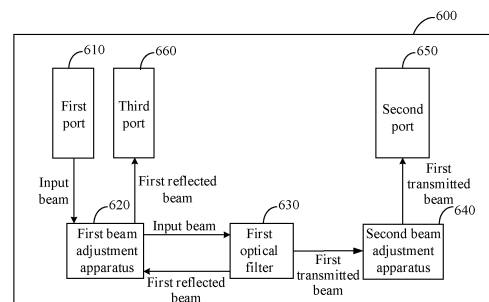 600
610
660
650
First
port
Third
port
Second
port
Input
beam
First reflected
beam
First
transmitted
beam
620
630
640
First beam
adjustment
apparatus
Input beam
First
optical
filter
Second beam
adjustment
apparatus
First reflected
beam
First
transmitted
beam